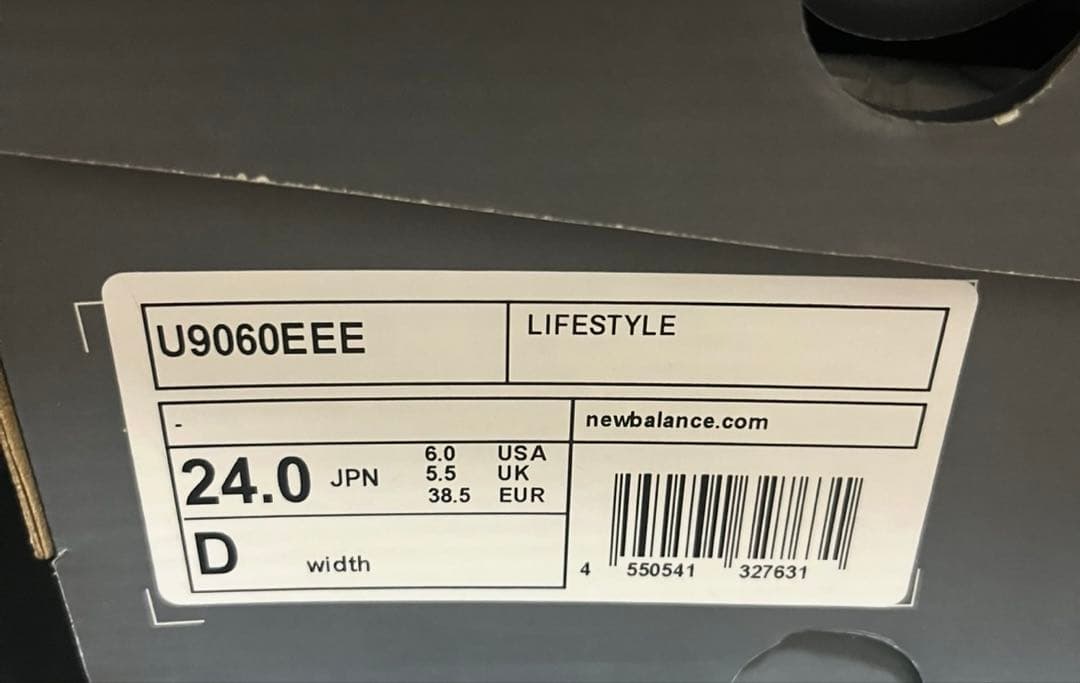 U9060EEE
LIFESTYLE
-
newbalance.com
24.0 JPN
6.0 USA
5.5 UK
38.5 EUR
D width
4 550541 327631